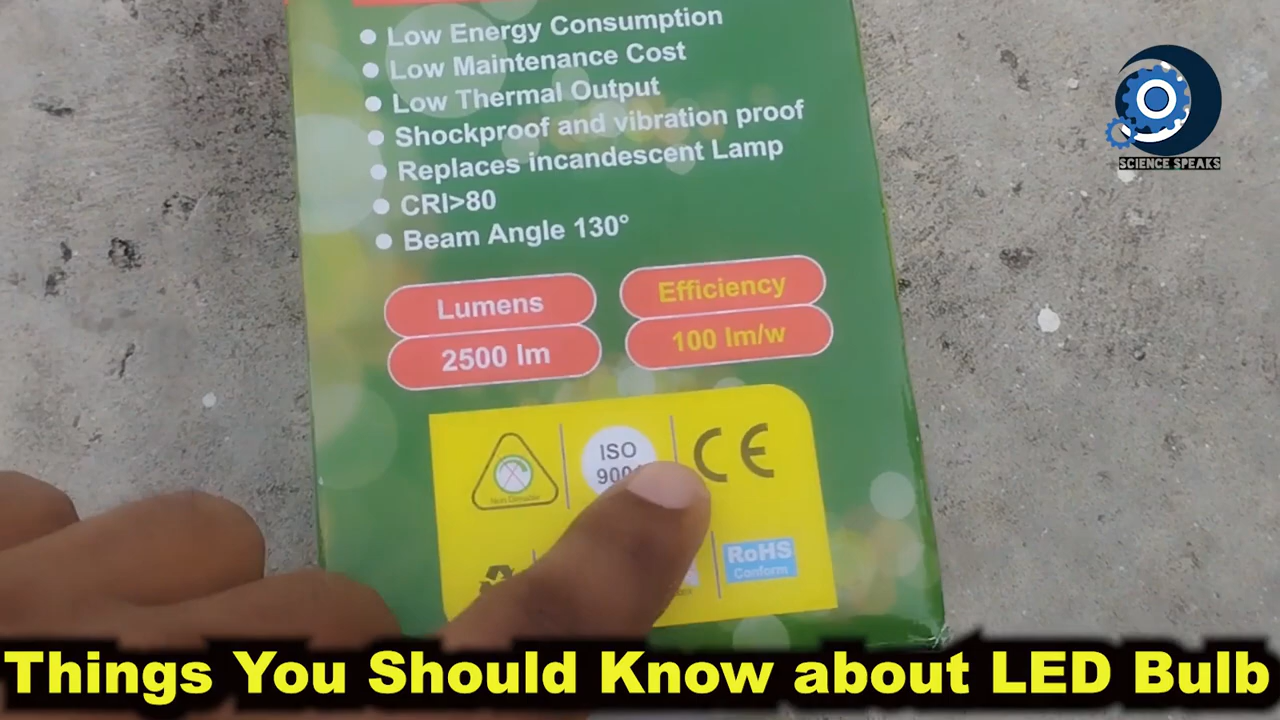 Low Energy Consumption
Low Maintenance Cost
Low Thermal Output
Shockproof and vibration proof
Replaces incandescent Lamp
CRI>80
Beam Angle 130°
Lumens
2500 lm
Efficiency
100 lm/w
ISO
CE
Non Dimable
RoHS
Conform
SCIENCE SPEAKS
Things You Should Know about LED Bulb